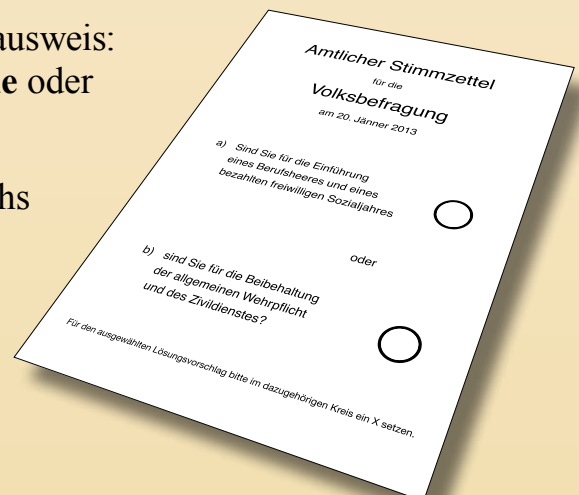 ausweis:
e oder
hs
Amtlicher Stimmzettel
für die
Volksbefragung
am 20. Jänner 2013
a) Sind Sie für die Einführung
eines Berufsheeres und eines
bezahlten freiwilligen Sozialjahres
oder
b) sind Sie für die Beibehaltung
der allgemeinen Wehrpflicht
und des Zivildienstes?
Für den ausgewählten Lösungsvorschlag bitte im dazugehörigen Kreis ein X setzen.